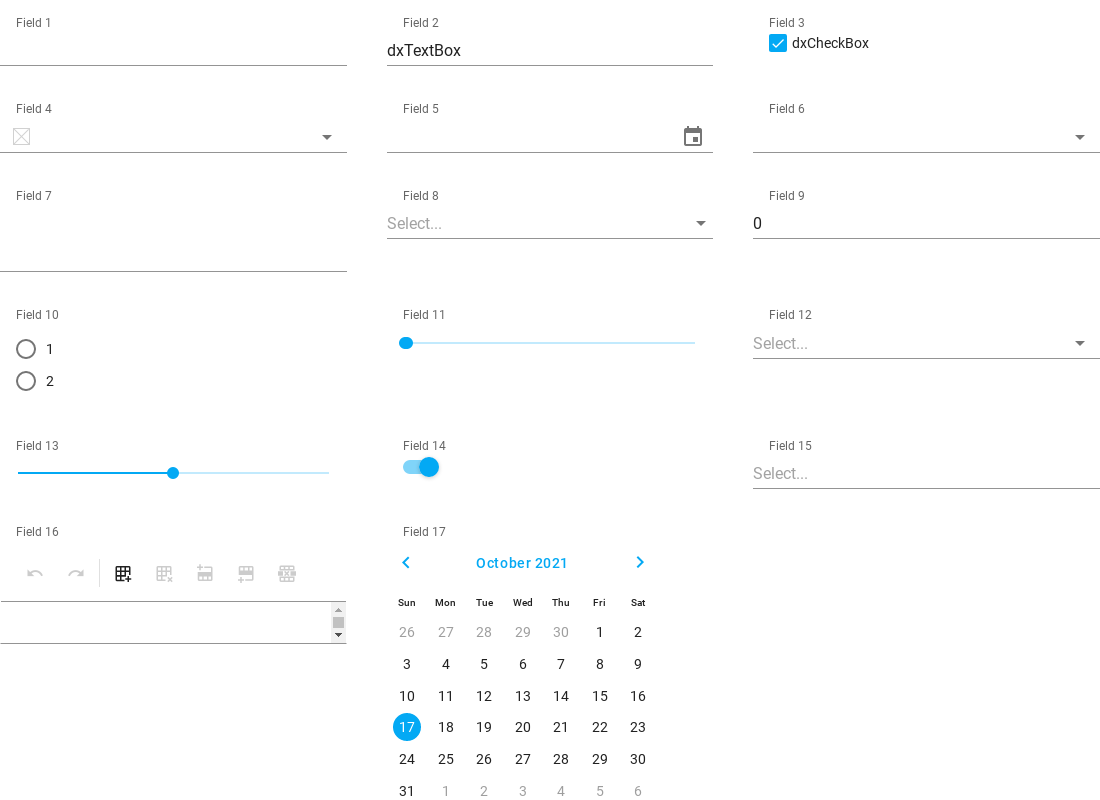 Field 1
Field 2
dxTextBox
Field 3
dxCheckBox
Field 4
Field 5
Field 6
Field 7
Field 8
Select...
Field 9
0
Field 10
1
2
Field 11
Field 12
Select...
Field 13
Field 14
Field 15
Select...
Field 16
Field 17
October 2021
Sun Mon Tue Wed Thu Fri Sat
26 27 28 29 30 1 2
3 4 5 6 7 8 9
10 11 12 13 14 15 16
17 18 19 20 21 22 23
24 25 26 27 28 29 30
31 1 2 3 4 5 6